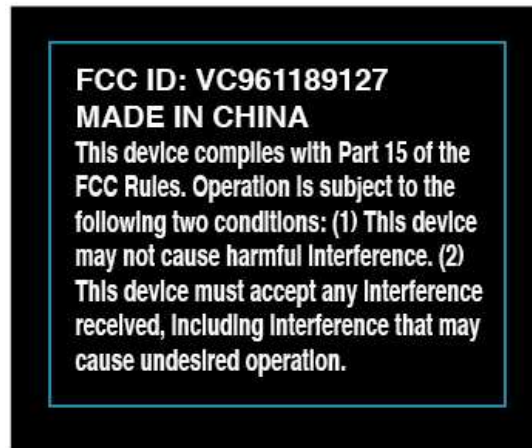 FCC ID: VC961189127
MADE IN CHINA
This device complies with Part 15 of the
FCC Rules. Operation is subject to the
following two conditions: (1) This device
may not cause harmful interference. (2)
This device must accept any interference
received, including interference that may
cause undesired operation.